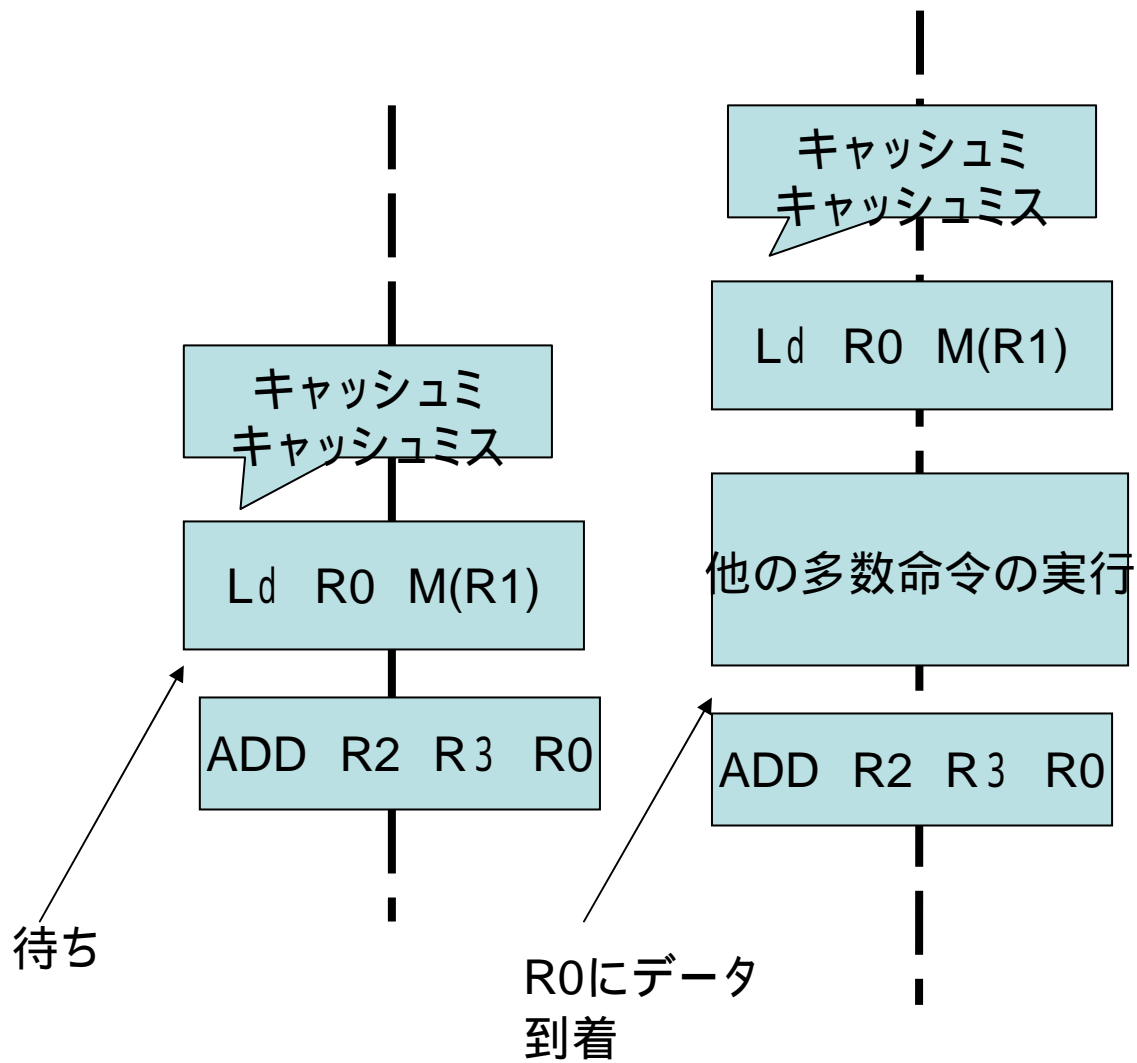 キャッシュミ
キャッシュミス
Ld R0 M(R1)
ADD R2 R3 R0
待ち
キャッシュミ
キャッシュミス
Ld R0 M(R1)
他の多数命令の実行
ADD R2 R3 R0
R0にデータ
到着